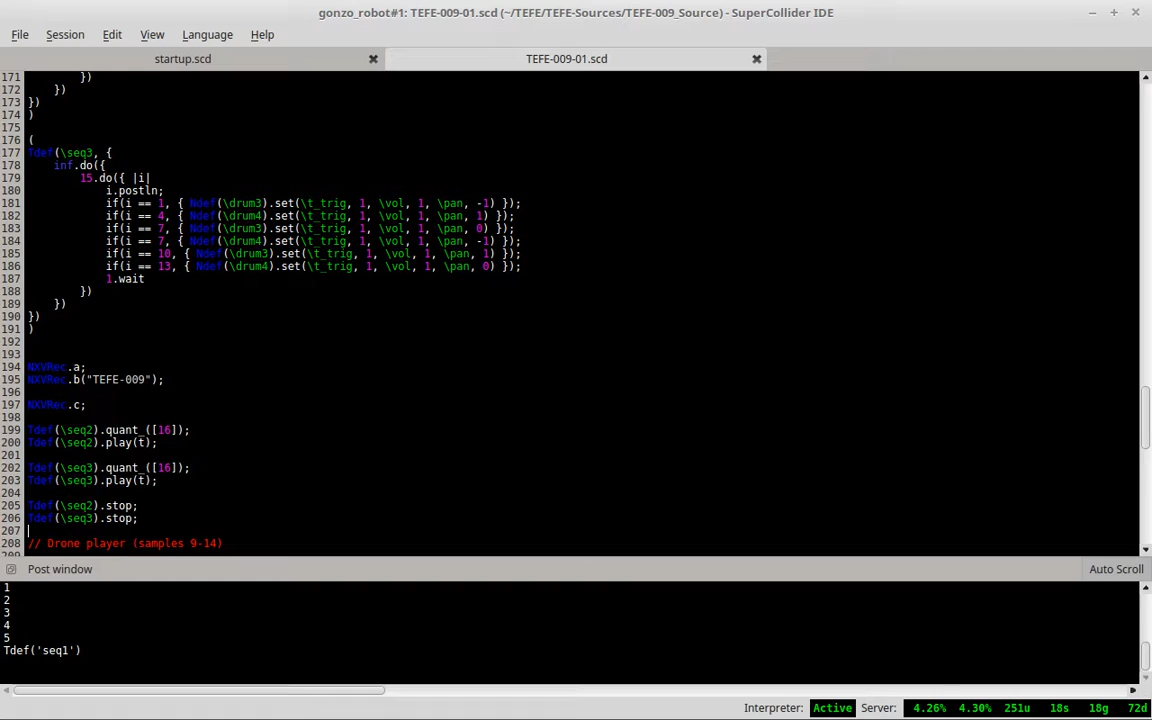 gonzo_robot#1: TEFE-009-01.scd (~/TEFE/TEFE-Sources/TEFE-009_Source) - SuperCollider IDE
File Session Edit View Language Help
startup.scd
TEFE-009-01.scd
171 })
172 })
173 })
174 )
175
176 (
177 Tdef(\seq3, {
178 inf.do({
179 15.do({ |i|
180 i.postln;
181 if(i == 1, { Ndef(\drum3).set(\t_trig, 1, \vol, 1, \pan, -1) });
182 if(i == 4, { Ndef(\drum4).set(\t_trig, 1, \vol, 1, \pan, 1) });
183 if(i == 7, { Ndef(\drum3).set(\t_trig, 1, \vol, 1, \pan, 0) });
184 if(i == 7, { Ndef(\drum4).set(\t_trig, 1, \vol, 1, \pan, -1) });
185 if(i == 10, { Ndef(\drum3).set(\t_trig, 1, \vol, 1, \pan, 1) });
186 if(i == 13, { Ndef(\drum4).set(\t_trig, 1, \vol, 1, \pan, 0) });
187 1.wait
188 })
189 })
190 })
191 )
192
193
194 NXVRec.a;
195 NXVRec.b("TEFE-009");
196
197 NXVRec.c;
198
199 Tdef(\seq2).quant_([16]);
200 Tdef(\seq2).play(t);
201
202 Tdef(\seq3).quant_([16]);
203 Tdef(\seq3).play(t);
204
205 Tdef(\seq2).stop;
206 Tdef(\seq3).stop;
207
208 // Drone player (samples 9-14)
209
Post window
Auto Scroll
1
2
3
4
5
Tdef('seq1')
Interpreter: Active Server: 4.26% 4.30% 251u 18s 18g 72d